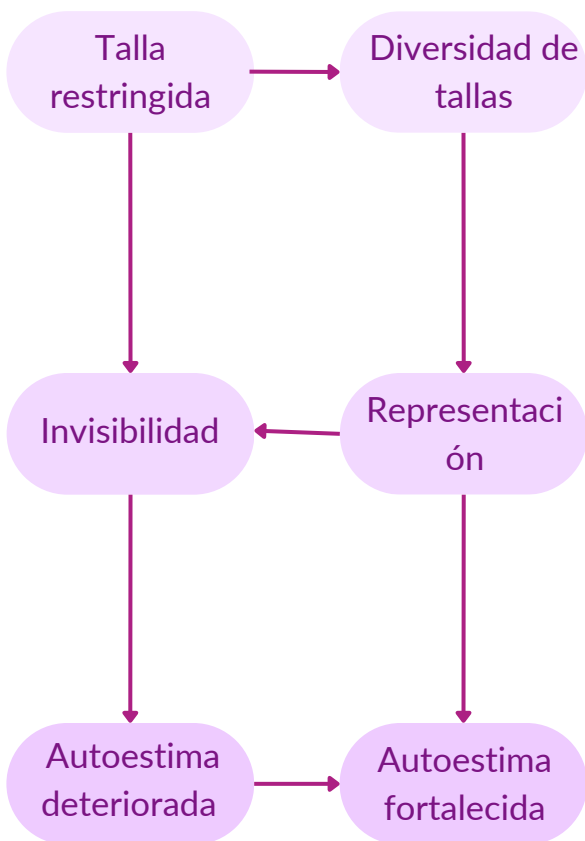 Talla
restringida
Diversidad de
tallas
Invisibilidad
Representaci
ón
Autoestima
deteriorada
Autoestima
fortalecida